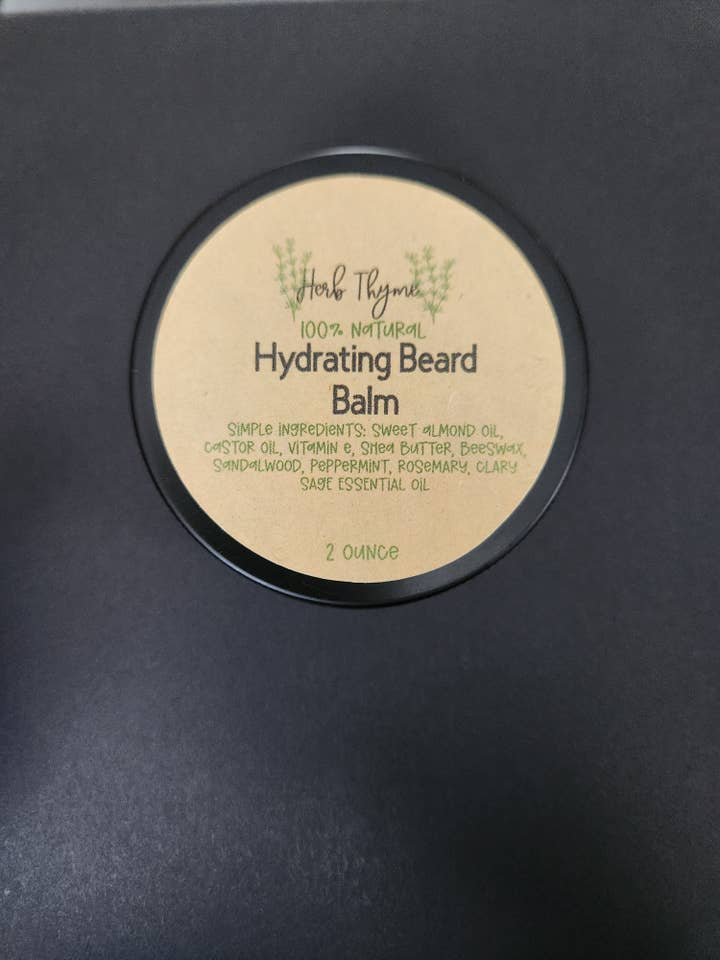 Herb Thyme
100% NATURAL
Hydrating Beard
Balm
SIMPLE INGREDIENTS: SWEET ALMOND OIL,
CASTOR OIL, VITAMIN E, SHEA BUTTER, BEESWAX,
SANDALWOOD, PEPPERMINT, ROSEMARY, CLARY
SAGE ESSENTIAL OIL
2 OUNCE